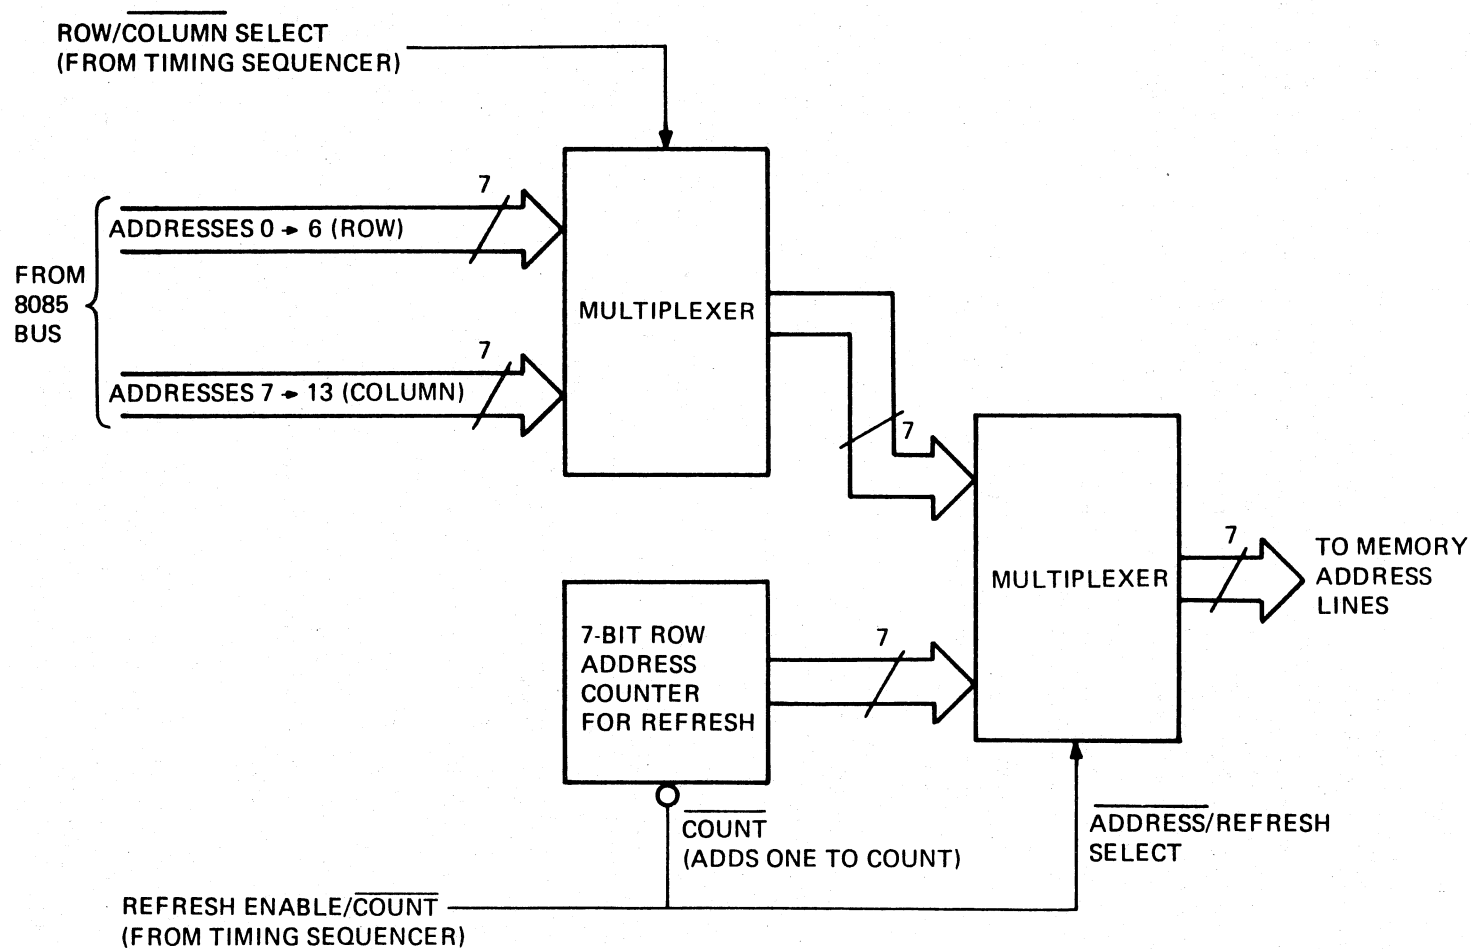 ROW/COLUMN SELECT
(FROM TIMING SEQUENCER)
7
ADDRESSES 0 → 6 (ROW)
FROM
8085
BUS
MULTIPLEXER
7
ADDRESSES 7 → 13 (COLUMN)
7
7
TO MEMORY
ADDRESS
LINES
MULTIPLEXER
7-BIT ROW
ADDRESS
COUNTER
FOR REFRESH
7
COUNT
(ADDS ONE TO COUNT)
ADDRESS/REFRESH
SELECT
REFRESH ENABLE/COUNT
(FROM TIMING SEQUENCER)